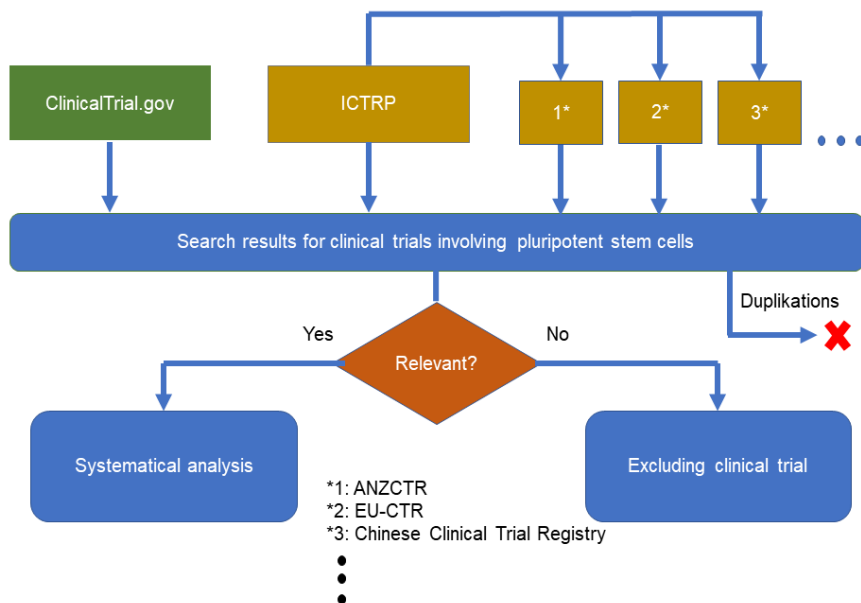 ClinicalTrial.gov
ICTRP
1*
2*
3*
Search results for clinical trials involving pluripotent stem cells
Duplikations
Yes
No
Relevant?
Systematical analysis
Excluding clinical trial
*1: ANZCTR
*2: EU-CTR
*3: Chinese Clinical Trial Registry